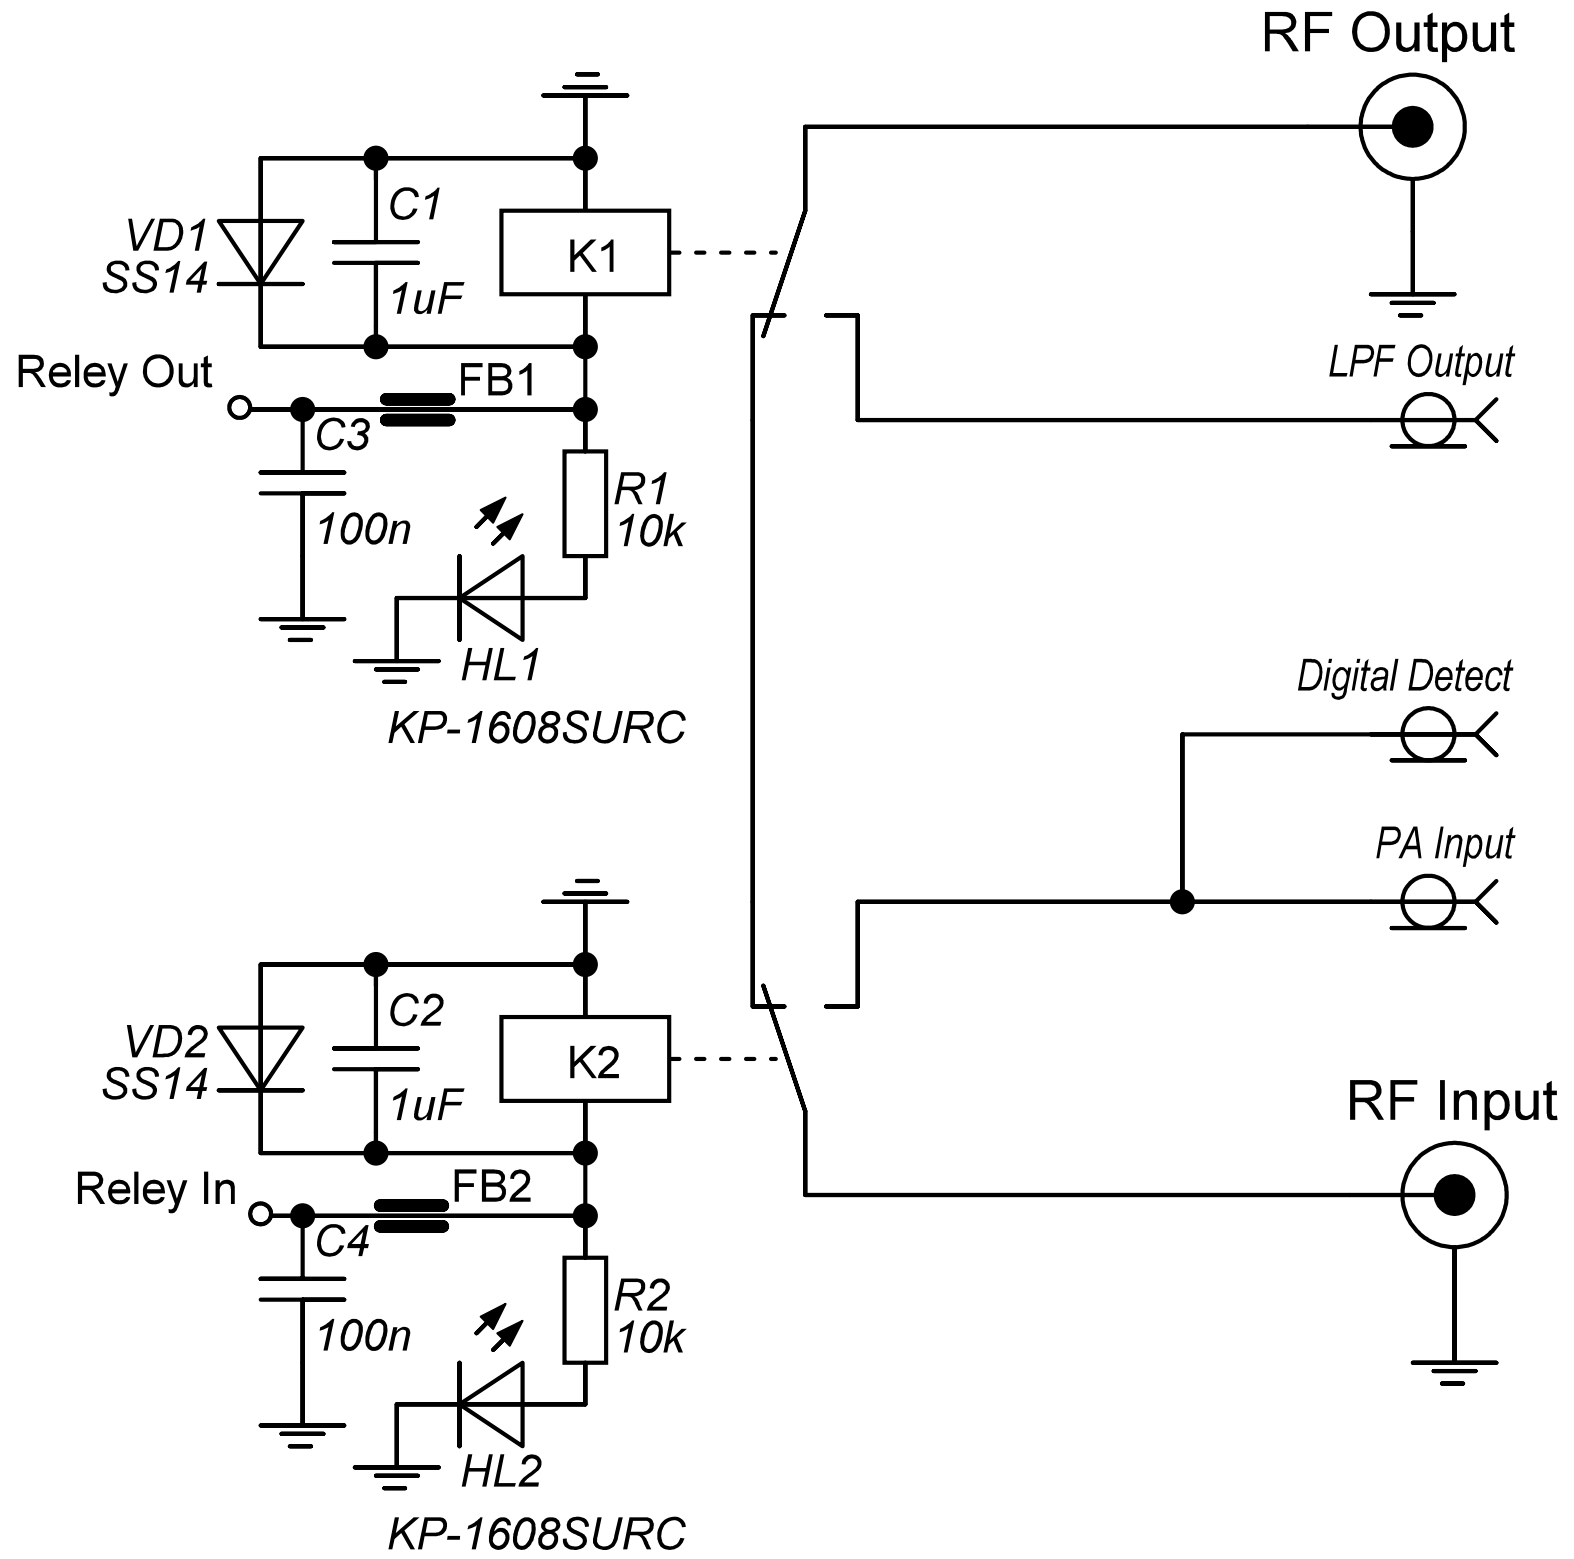 RF Output
C1
VD1
SS14
K1
1uF
LPF Output
Reley Out
FB1
C3
R1
10k
100n
HL1
Digital Detect
KP-1608SURC
PA Input
C2
VD2
SS14
K2
1uF
RF Input
Reley In
FB2
C4
R2
10k
100n
HL2
KP-1608SURC